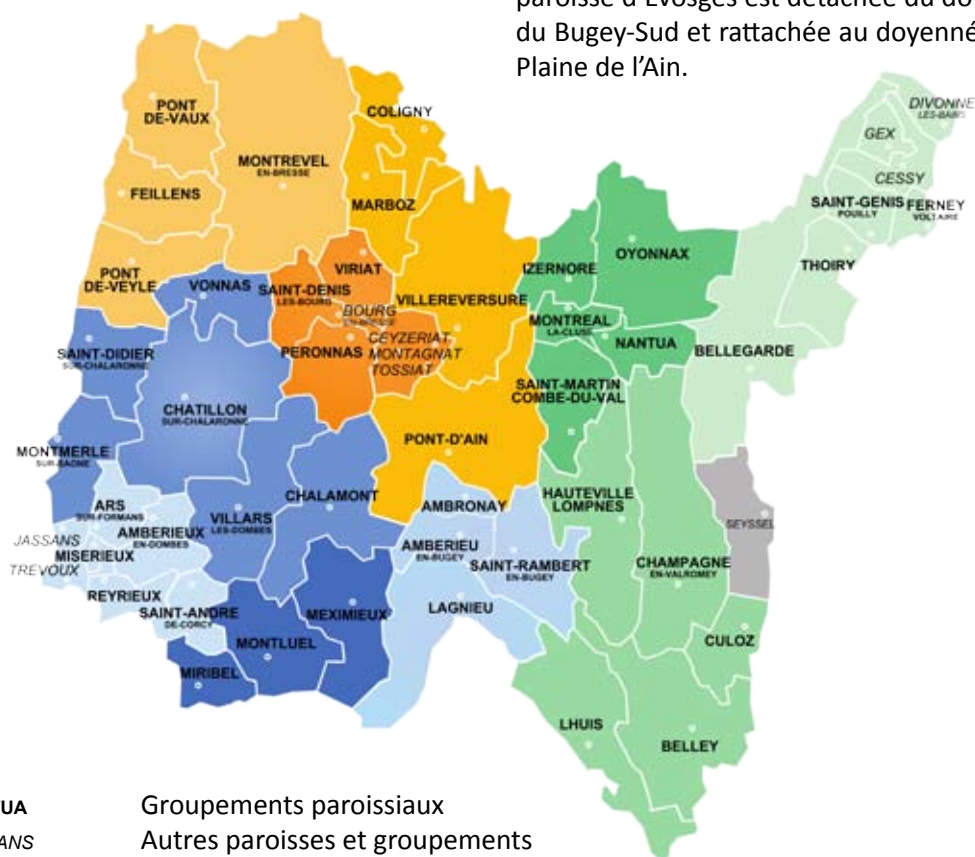 paroisse d'Évosges est détachée du do
du Bugey-Sud et rattachée au doyenné
Plaine de l'Ain.
PONT
DE-VAUX
COLIGNY
DIVONNE
LES-BAINS
GEX
MONTREVEL
EN-BRESSE
CESSY
FEILLENS
MARBOZ
SAINT-GENIS
POUILLY
FERNEY
VOLTAIRE
OYONNAX
THOIRY
VIRIAT
IZERNORE
PONT
DE-VEYLE
VONNAS
SAINT-DENIS
LES-BOURG
VILLEREVERSURE
BOURG
EN-BRESSE
MONTREAL
LA-CLUSE
CEYZERIAT
MONTAGNAT
TOSSIAT
NANTUA
PERONNAS
BELLEGARDE
SAINT-DIDIER
SUR-CHALARONNE
SAINT-MARTIN
COMBE-DU-VAL
CHATILLON
SUR-CHALARONNE
PONT-D'AIN
MONTMERLE
SUR-SAONE
CHALAMONT
HAUTEVILLE
LOMPNES
ARS
SUR-FORMANS
AMBRONAY
VILLARS
LES-DOMBES
SEYSSEL
AMBERIEUX
EN-DOMBES
JASSANS
MISERIEUX
TREVOUX
AMBERIEU
EN-BUGEY
SAINT-RAMBERT
EN-BUGEY
CHAMPAGNE
EN-VALROMEY
REYRIEUX
SAINT-ANDRE
DE-CORCY
MEXIMIEUX
LAGNIEU
CULOZ
MONTLUEL
MIRIBEL
LHUIS
BELLEY
UA Groupements paroissiaux
ANS Autres paroisses et groupements